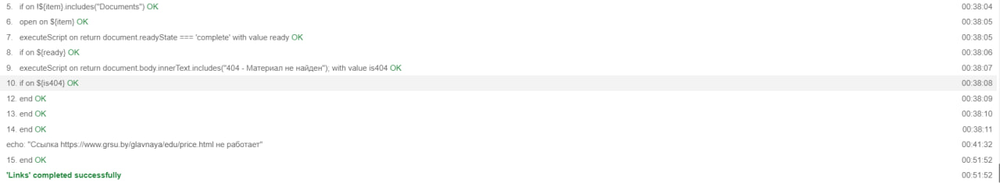 5. if on !${item}.includes("Documents") OK 00:38:04
6. open on ${item} OK 00:38:05
7. executeScript on return document.readyState === 'complete' with value ready OK 00:38:05
8. if on ${ready} OK 00:38:06
9. executeScript on return document.body.innerText.includes("404 - Материал не найден"); with value is404 OK 00:38:07
10. if on ${is404} OK 00:38:08
12. end OK 00:38:09
13. end OK 00:38:10
14. end OK 00:38:11
echo: "Ссылка https://www.grsu.by/glavnaya/edu/price.html не работает" 00:41:32
15. end OK 00:51:52
'Links' completed successfully 00:51:52